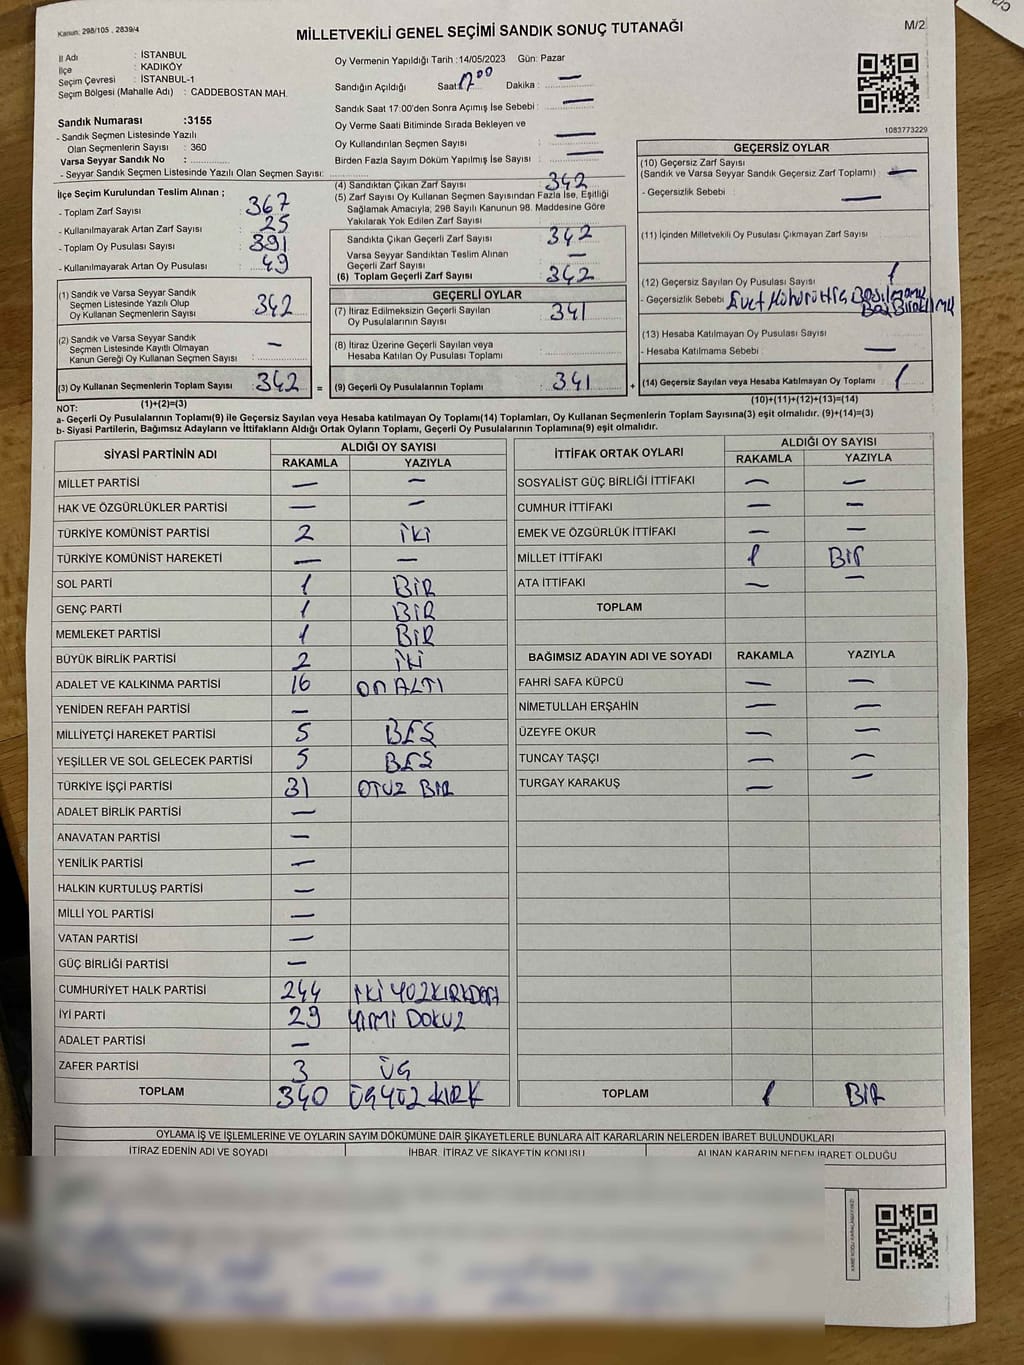 Kanun: 298/105 , 2839/4
MİLLETVEKİLİ GENEL SEÇİMİ SANDIK SONUÇ TUTANAĞI
M/2
İl Adı : İSTANBUL
İlçe : KADIKÖY
Seçim Çevresi : İSTANBUL-1
Seçim Bölgesi (Mahalle Adı) : CADDEBOSTAN MAH.
Sandık Numarası :3155
- Sandık Seçmen Listesinde Yazılı
Olan Seçmenlerin Sayısı : 360
Varsa Seyyar Sandık No :
- Seyyar Sandık Seçmen Listesinde Yazılı Olan Seçmen Sayısı:
Oy Vermenin Yapıldığı Tarih :14/05/2023 Gün: Pazar
Sandığın Açıldığı Saat: 17.00 Dakika : —
Sandık Saat 17:00'den Sonra Açımış İse Sebebi : —
Oy Verme Saati Bitiminde Sırada Bekleyen ve
Oy Kullandırılan Seçmen Sayısı : —
Birden Fazla Sayım Döküm Yapılmış İse Sayısı : —
1083773229
İlçe Seçim Kurulundan Teslim Alınan ;
- Toplam Zarf Sayısı : 367
- Kullanılmayarak Artan Zarf Sayısı : 25
- Toplam Oy Pusulası Sayısı : 391
- Kullanılmayarak Artan Oy Pusulası : 49
(1) Sandık ve Varsa Seyyar Sandık
Seçmen Listesinde Yazılı Olup
Oy Kullanan Seçmenlerin Sayısı : 342
(2) Sandık ve Varsa Seyyar Sandık
Seçmen Listesinde Kayıtlı Olmayan
Kanun Gereği Oy Kullanan Seçmen Sayısı : —
(3) Oy Kullanan Seçmenlerin Toplam Sayısı : 342 =
(1)+(2)=(3)
(4) Sandıktan Çıkan Zarf Sayısı : 342
(5) Zarf Sayısı Oy Kullanan Seçmen Sayısından Fazla İse, Eşitliği
Sağlamak Amacıyla; 298 Sayılı Kanunun 98. Maddesine Göre
Yakılarak Yok Edilen Zarf Sayısı :
Sandıkta Çıkan Geçerli Zarf Sayısı : 342
Varsa Seyyar Sandıktan Teslim Alınan
Geçerli Zarf Sayısı : —
(6) Toplam Geçerli Zarf Sayısı : 342
GEÇERLİ OYLAR
(7) İtiraz Edilmeksizin Geçerli Sayılan
Oy Pusulalarının Sayısı : 341
(8) İtiraz Üzerine Geçerli Sayılan veya
Hesaba Katılan Oy Pusulası Toplamı :
(9) Geçerli Oy Pusulalarının Toplamı : 341 +
GEÇERSİZ OYLAR
(10) Geçersiz Zarf Sayısı
(Sandık ve Varsa Seyyar Sandık Geçersiz Zarf Toplamı) : —
- Geçersizlik Sebebi : —
(11) İçinden Milletvekili Oy Pusulası Çıkmayan Zarf Sayısı :
(12) Geçersiz Sayılan Oy Pusulası Sayısı : 1
- Geçersizlik Sebebi : Evet Mührü Hiç Basılmamış
Boş Bırakılmış
(13) Hesaba Katılmayan Oy Pusulası Sayısı :
- Hesaba Katılmama Sebebi : —
(14) Geçersiz Sayılan veya Hesaba Katılmayan Oy Toplamı : 1
(10)+(11)+(12)+(13)=(14)
NOT:
a- Geçerli Oy Pusulalarının Toplamı(9) ile Geçersiz Sayılan veya Hesaba katılmayan Oy Toplamı(14) Toplamları, Oy Kullanan Seçmenlerin Toplam Sayısına(3) eşit olmalıdır. (9)+(14)=(3)
b- Siyasi Partilerin, Bağımsız Adayların ve İttifakların Aldığı Ortak Oyların Toplamı, Geçerli Oy Pusulalarının Toplamına(9) eşit olmalıdır.
SİYASİ PARTİNİN ADI ALDIĞI OY SAYISI
RAKAMLA YAZIYLA
MİLLET PARTİSİ — —
HAK VE ÖZGÜRLÜKLER PARTİSİ — —
TÜRKİYE KOMÜNİST PARTİSİ 2 İKİ
TÜRKİYE KOMÜNİST HAREKETİ — —
SOL PARTİ 1 BİR
GENÇ PARTİ 1 BİR
MEMLEKET PARTİSİ 1 BİR
BÜYÜK BİRLİK PARTİSİ 2 İKİ
ADALET VE KALKINMA PARTİSİ 16 ON ALTI
YENİDEN REFAH PARTİSİ —
MİLLİYETÇİ HAREKET PARTİSİ 5 BEŞ
YEŞİLLER VE SOL GELECEK PARTİSİ 5 BEŞ
TÜRKİYE İŞÇİ PARTİSİ 31 OTUZ BİR
ADALET BİRLİK PARTİSİ —
ANAVATAN PARTİSİ —
YENİLİK PARTİSİ —
HALKIN KURTULUŞ PARTİSİ —
MİLLİ YOL PARTİSİ —
VATAN PARTİSİ —
GÜÇ BİRLİĞİ PARTİSİ —
CUMHURİYET HALK PARTİSİ 244 İKİ YÜZ KIRKDÖRT
İYİ PARTİ 29 YİRMİ DOKUZ
ADALET PARTİSİ —
ZAFER PARTİSİ 3 ÜÇ
TOPLAM 340 ÜÇ YÜZ KIRK
İTTİFAK ORTAK OYLARI ALDIĞI OY SAYISI
RAKAMLA YAZIYLA
SOSYALİST GÜÇ BİRLİĞİ İTTİFAKI — —
CUMHUR İTTİFAKI — —
EMEK VE ÖZGÜRLÜK İTTİFAKI — —
MİLLET İTTİFAKI 1 BİR
ATA İTTİFAKI — —
TOPLAM
BAĞIMSIZ ADAYIN ADI VE SOYADI RAKAMLA YAZIYLA
FAHRİ SAFA KÜPCÜ — —
NİMETULLAH ERŞAHİN — —
ÜZEYFE OKUR — —
TUNCAY TAŞÇI — —
TURGAY KARAKUŞ — —
TOPLAM 1 BİR
OYLAMA İŞ VE İŞLEMLERİNE VE OYLARIN SAYIM DÖKÜMÜNE DAİR ŞİKAYETLERLE BUNLARA AİT KARARLARIN NELERDEN İBARET BULUNDUKLARI
İTİRAZ EDENİN ADI VE SOYADI İHBAR, İTİRAZ VE ŞİKAYETİN KONUSU ALINAN KARARIN NEDEN İBARET OLDUĞU